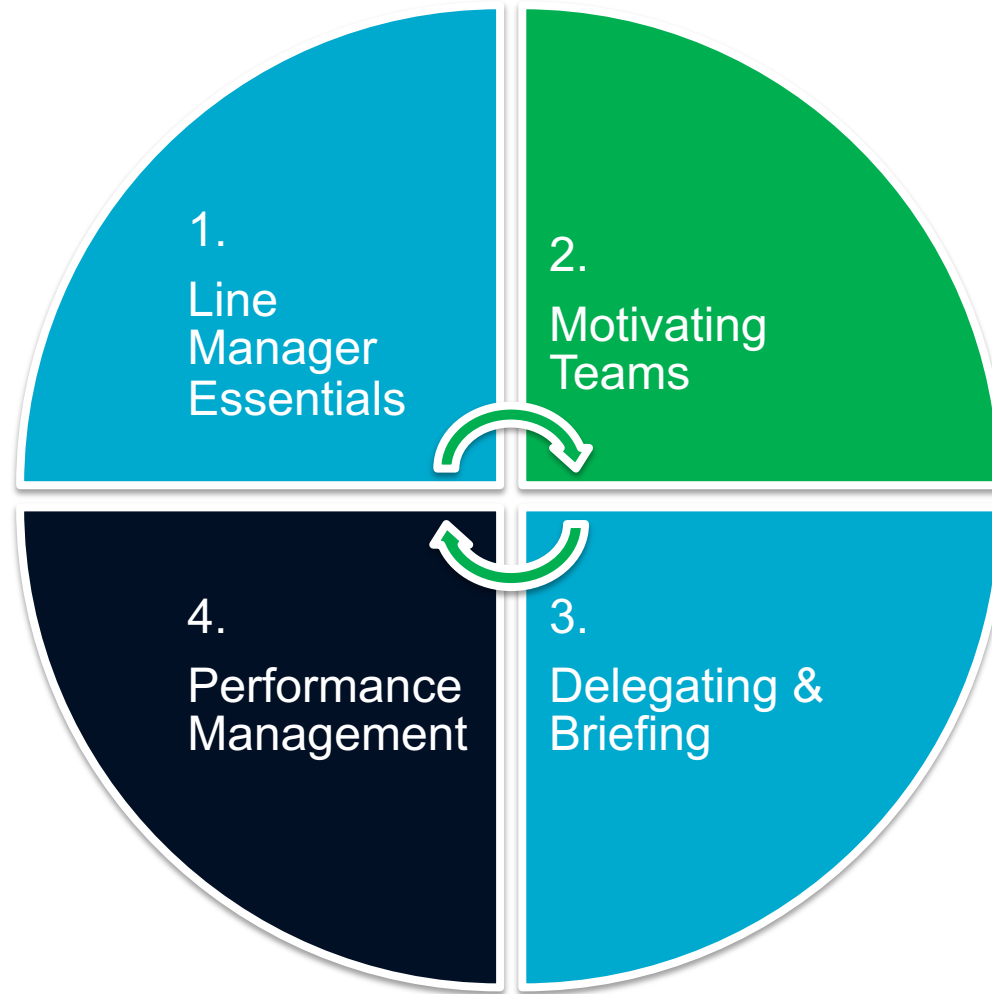 1.
Line
Manager
Essentials
2.
Motivating
Teams
3.
Delegating &
Briefing
4.
Performance
Management